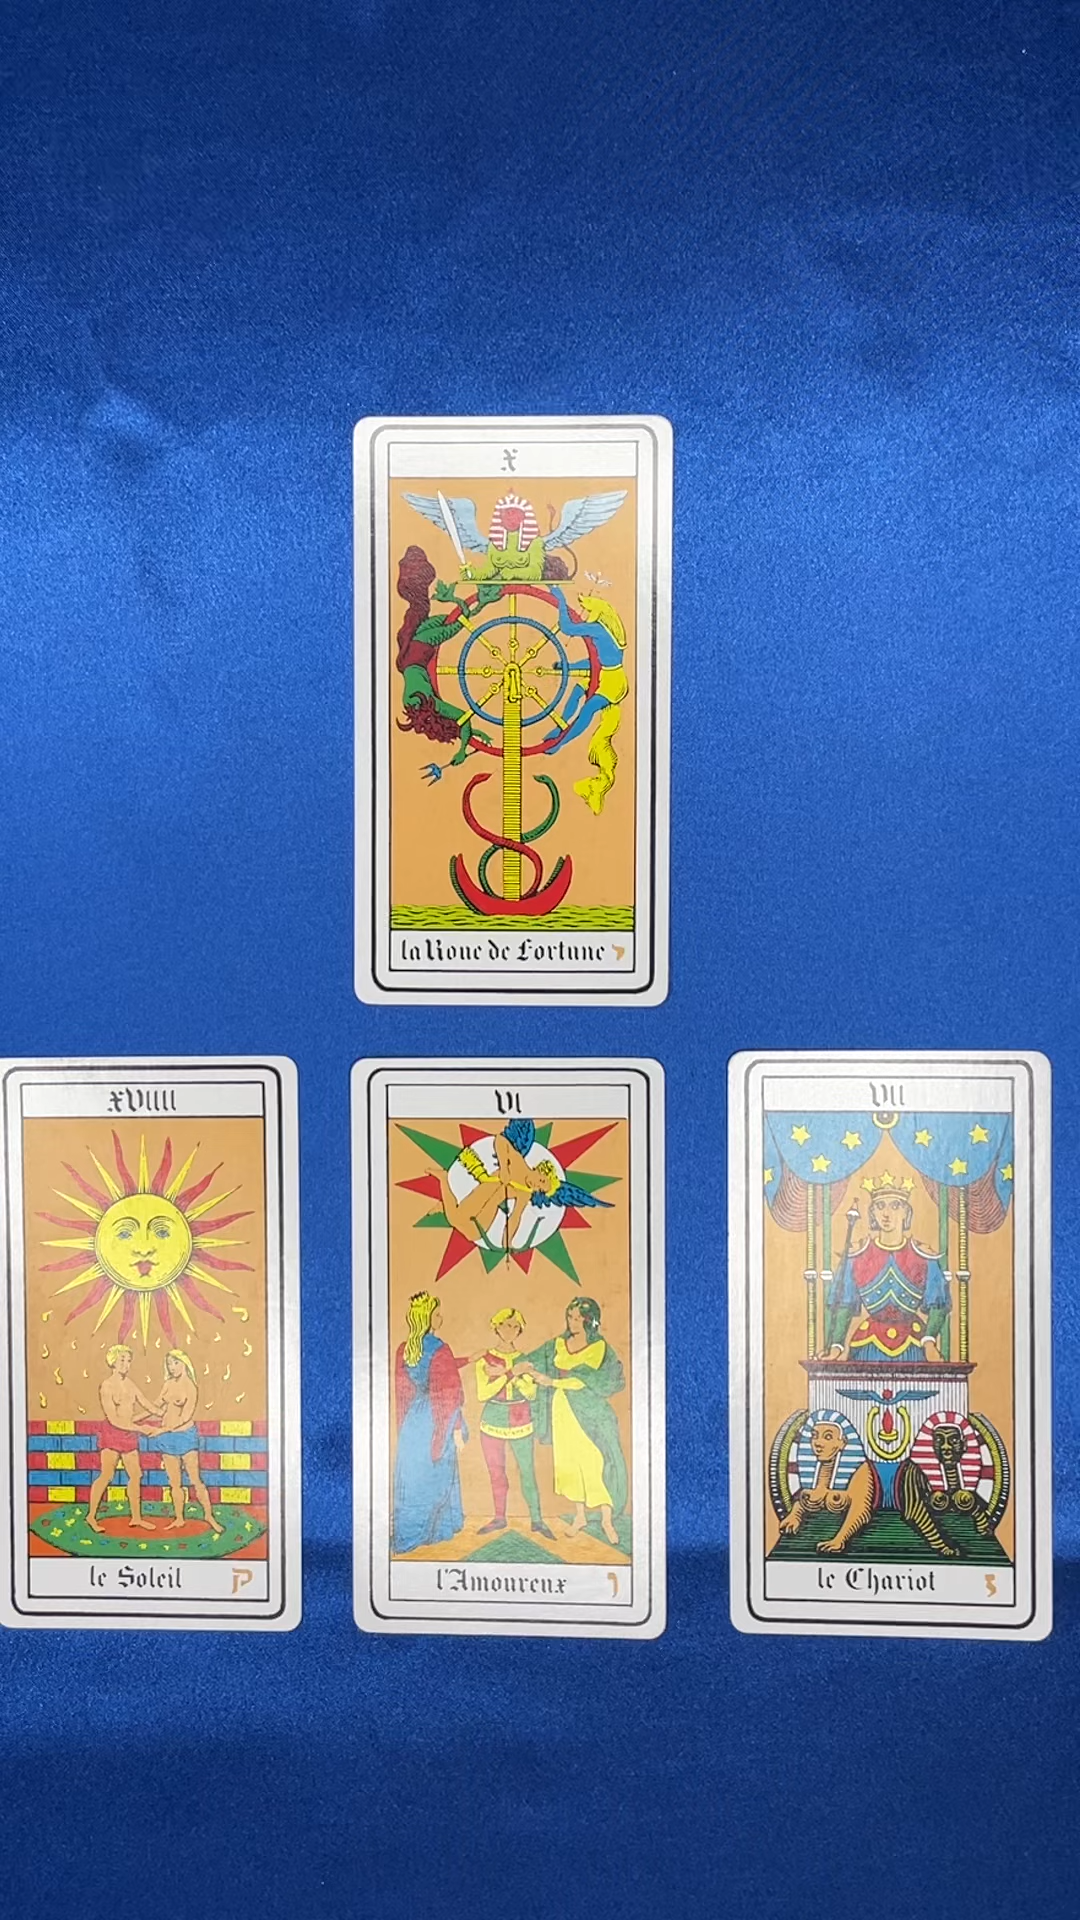 X
la Roue de Fortune י
XVIIII
le Soleil ק
VI
l'Amoureux ו
VII
le Chariot ז